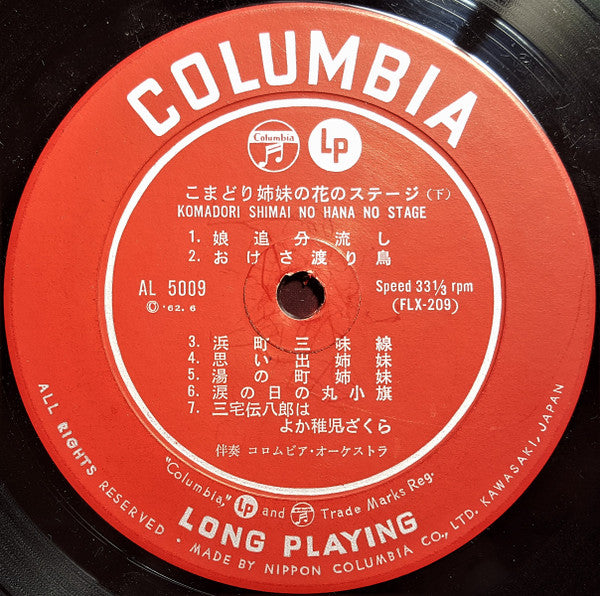 COLUMBIA
Columbia
Lp
こまどり姉妹の花のステージ(下)
KOMADORI SHIMAI NO HANA NO STAGE
1. 娘追分流し
2. おけさ渡り鳥
AL 5009
Ⓒ '62. 6
Speed 33⅓ rpm
(FLX-209)
3. 浜町三味線
4. 思い出姉妹
5. 湯の町姉妹
6. 涙の日の丸小旗
7. 三宅伝八郎は
よか稚児ざくら
伴奏 コロムビア・オーケストラ
"Columbia," Lp and Trade Marks Reg.
LONG PLAYING
ALL RIGHTS RESERVED • MADE BY NIPPON COLUMBIA CO., LTD. KAWASAKI, JAPAN